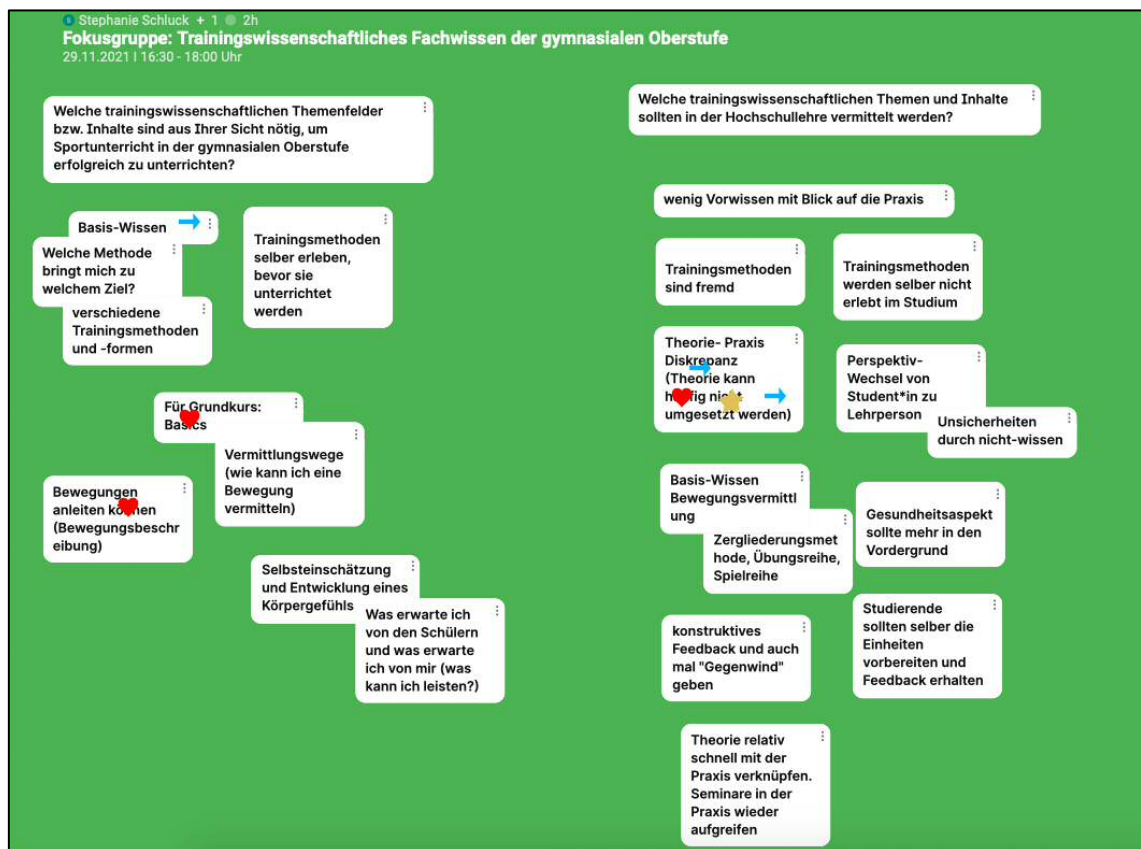 Stephanie Schluck + 1 2h
Fokusgruppe: Trainingswissenschaftliches Fachwissen der gymnasialen Oberstufe
29.11.2021 I 16:30 - 18:00 Uhr
Welche trainingswissenschaftlichen Themenfelder
bzw. Inhalte sind aus Ihrer Sicht nötig, um
Sportunterricht in der gymnasialen Oberstufe
erfolgreich zu unterrichten?
Basis-Wissen
Welche Methode
bringt mich zu
welchem Ziel?
verschiedene
Trainingsmethoden
und -formen
Trainingsmethoden
selber erleben,
bevor sie
unterrichtet
werden
Für Grundkurs:
Basics
Vermittlungswege
(wie kann ich eine
Bewegung
vermitteln)
Bewegungen
anleiten können
(Bewegungsbeschr
eibung)
Selbsteinschätzung
und Entwicklung eines
Körpergefühls
Was erwarte ich
von den Schülern
und was erwarte
ich von mir (was
kann ich leisten?)
Welche trainingswissenschaftlichen Themen und Inhalte
sollten in der Hochschullehre vermittelt werden?
wenig Vorwissen mit Blick auf die Praxis
Trainingsmethoden
sind fremd
Trainingsmethoden
werden selber nicht
erlebt im Studium
Theorie- Praxis
Diskrepanz
(Theorie kann
häufig nicht
umgesetzt werden)
Perspektiv-
Wechsel von
Student*in zu
Lehrperson
Unsicherheiten
durch nicht-wissen
Basis-Wissen
Bewegungsvermittl
ung
Zergliederungsmet
hode, Übungsreihe,
Spielreihe
Gesundheitsaspekt
sollte mehr in den
Vordergrund
konstruktives
Feedback und auch
mal "Gegenwind"
geben
Studierende
sollten selber die
Einheiten
vorbereiten und
Feedback erhalten
Theorie relativ
schnell mit der
Praxis verknüpfen.
Seminare in der
Praxis wieder
aufgreifen